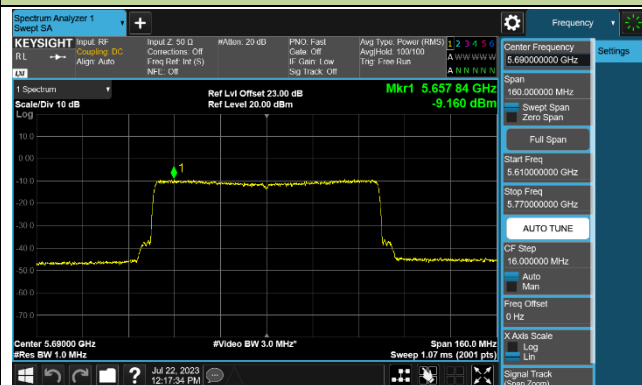 Spectrum Analyzer 1
Swept SA
Frequency
KEYSIGHT
RL
LXI
Input: RF
Coupling: DC
Align: Auto
Input Z: 50 Ω
Corrections: Off
Freq Ref: Int (S)
NFE: Off
#Atten: 20 dB
PNO: Fast
Gate: Off
IF Gain: Low
Sig Track: Off
Avg Type: Power (RMS)
Avg|Hold: 100/100
Trig: Free Run
1 2 3 4 5 6
A W W W W W
A N N N N N
1 Spectrum
Scale/Div 10 dB
Log
Ref Lvl Offset 23.00 dB
Ref Level 20.00 dBm
Mkr1 5.657 84 GHz
-9.160 dBm
10.0
0.00
-10.0
-20.0
-30.0
-40.0
-50.0
-60.0
-70.0
1
Center 5.69000 GHz
#Res BW 1.0 MHz
#Video BW 3.0 MHz*
Span 160.0 MHz
Sweep 1.07 ms (2001 pts)
Jul 22, 2023
12:17:34 PM
Center Frequency
5.690000000 GHz
Settings
Span
160.000000 MHz
Swept Span
Zero Span
Full Span
Start Freq
5.610000000 GHz
Stop Freq
5.770000000 GHz
AUTO TUNE
CF Step
16.000000 MHz
Auto
Man
Freq Offset
0 Hz
X Axis Scale
Log
Lin
Signal Track
(Span Zoom)